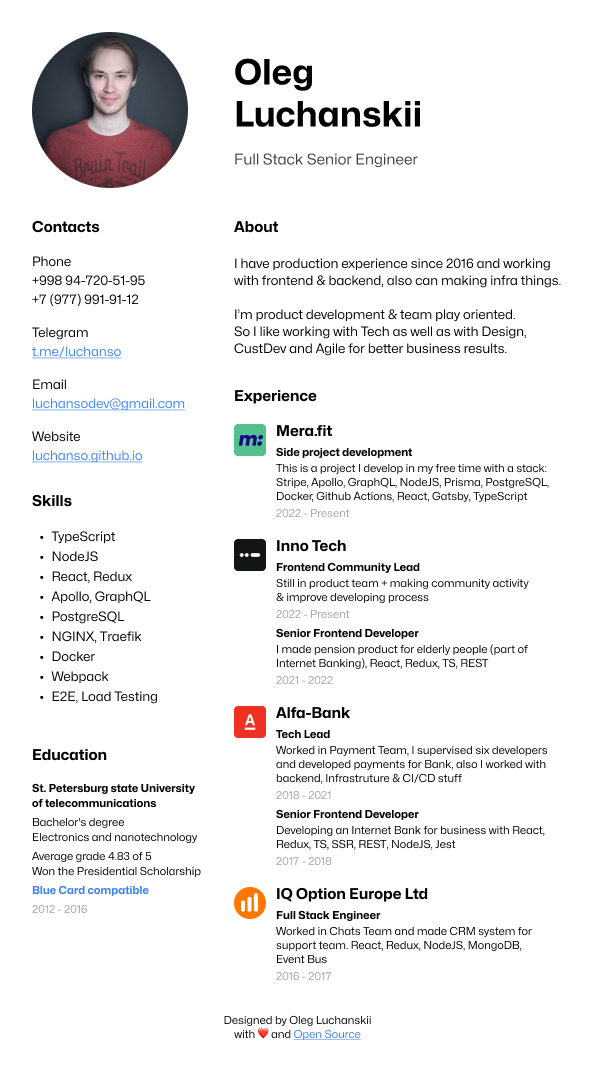 Oleg
Luchanskii
Full Stack Senior Engineer
Bruin Trail
Contacts
Phone
+998 94-720-51-95
+7 (977) 991-91-12
Telegram
t.me/luchanso
Email
luchansodev@gmail.com
Website
luchanso.github.io
Skills
• TypeScript
• NodeJS
• React, Redux
• Apollo, GraphQL
• PostgreSQL
• NGINX, Traefik
• Docker
• Webpack
• E2E, Load Testing
Education
St. Petersburg state University
of telecommunications
Bachelor's degree
Electronics and nanotechnology
Average grade 4.83 of 5
Won the Presidential Scholarship
Blue Card compatible
2012 - 2016
About
I have production experience since 2016 and working
with frontend & backend, also can making infra things.
I'm product development & team play oriented.
So I like working with Tech as well as with Design,
CustDev and Agile for better business results.
Experience
m:
Mera.fit
Side project development
This is a project I develop in my free time with a stack:
Stripe, Apollo, GraphQL, NodeJS, Prisma, PostgreSQL,
Docker, Github Actions, React, Gatsby, TypeScript
2022 - Present
Inno Tech
Frontend Community Lead
Still in product team + making community activity
& improve developing process
2022 - Present
Senior Frontend Developer
I made pension product for elderly people (part of
Internet Banking), React, Redux, TS, REST
2021 - 2022
A
Alfa-Bank
Tech Lead
Worked in Payment Team, I supervised six developers
and developed payments for Bank, also I worked with
backend, Infrastruture & CI/CD stuff
2018 - 2021
Senior Frontend Developer
Developing an Internet Bank for business with React,
Redux, TS, SSR, REST, NodeJS, Jest
2017 - 2018
IQ Option Europe Ltd
Full Stack Engineer
Worked in Chats Team and made CRM system for
support team. React, Redux, NodeJS, MongoDB,
Event Bus
2016 - 2017
Designed by Oleg Luchanskii
with ❤️ and Open Source